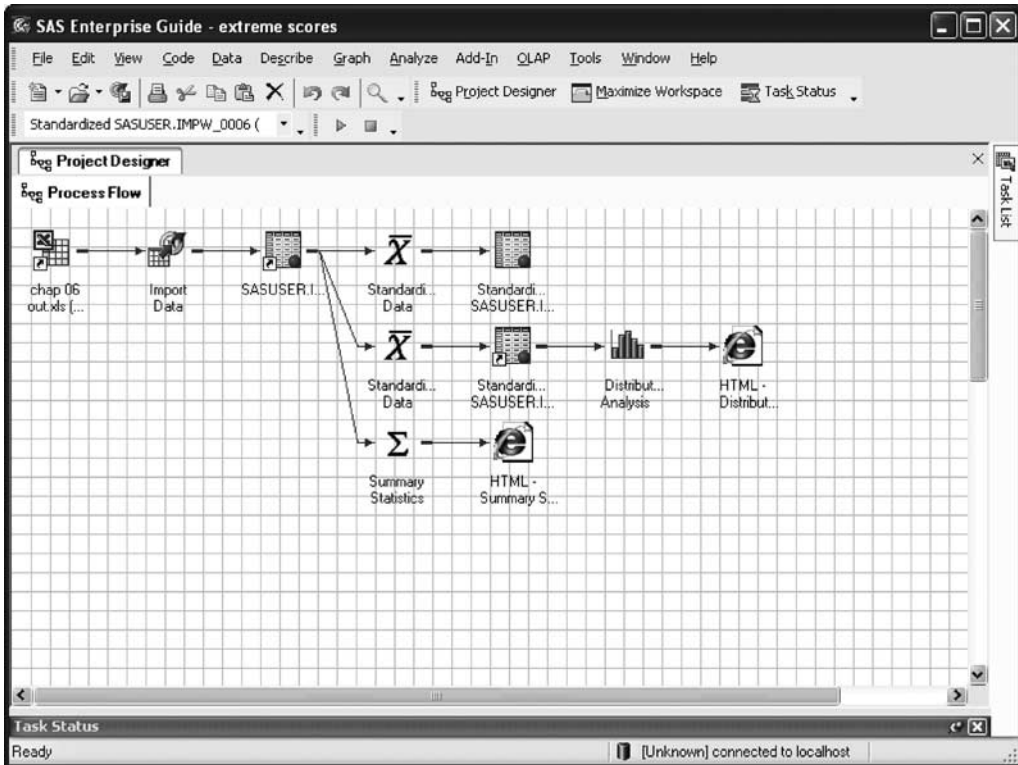 SAS Enterprise Guide - extreme scores
File Edit View Code Data Describe Graph Analyze Add-In OLAP Tools Window Help
Project Designer Maximize Workspace Task Status
Standardized SASUSER.IMPW_0006 (
Project Designer
Process Flow
Task List
chap 06
out.xls (...
Import
Data
SASUSER.I...
Standardi...
Data
Standardi...
SASUSER.I...
Standardi...
Data
Standardi...
SASUSER.I...
Distribut...
Analysis
HTML -
Distribut...
Summary
Statistics
HTML -
Summary S...
Task Status
Ready
[Unknown] connected to localhost